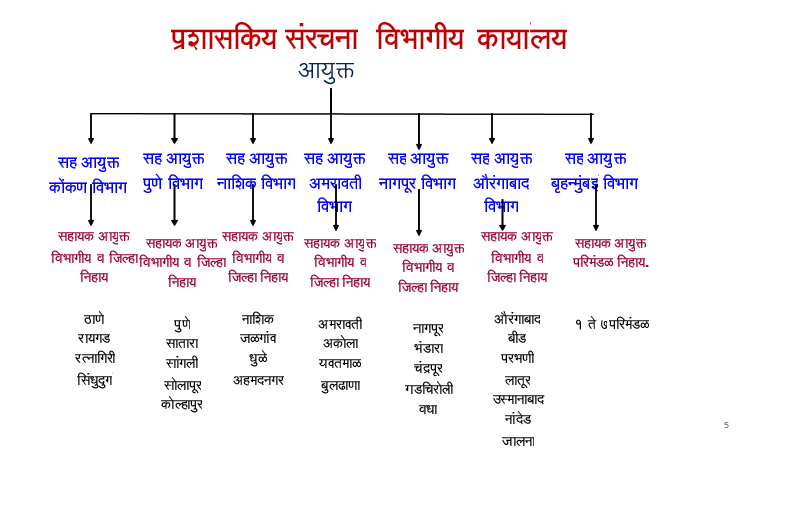 प्रशासकिय संरचना विभागीय कार्यालय
आयुक्त
सह आयुक्त
कोंकण विभाग
सह आयुक्त
पुणे विभाग
सह आयुक्त
नाशिक विभाग
सह आयुक्त
अमरावती
विभाग
सह आयुक्त
नागपूर विभाग
सह आयुक्त
औरंगाबाद
विभाग
सह आयुक्त
बृहन्मुंबई विभाग
सहायक आयुक्त
विभागीय व जिल्हा
निहाय
सहायक आयुक्त
विभागीय व जिल्हा
निहाय
सहायक आयुक्त
विभागीय व
जिल्हा निहाय
सहायक आयुक्त
विभागीय व
जिल्हा निहाय
सहायक आयुक्त
विभागीय व
जिल्हा निहाय
सहायक आयुक्त
विभागीय व
जिल्हा निहाय
सहायक आयुक्त
परिमंडळ निहाय.
ठाणे
रायगड
रत्नागिरी
सिंधुदुर्ग
पुणे
सातारा
सांगली
सोलापूर
कोल्हापुर
नाशिक
जळगांव
धुळे
अहमदनगर
अमरावती
अकोला
यवतमाळ
बुलढाणा
नागपूर
भंडारा
चंद्रपूर
गडचिरोली
वर्धा
औरंगाबाद
बीड
परभणी
लातूर
उस्मानाबाद
नांदेड
जालना
१ ते ७परिमंडळ
5